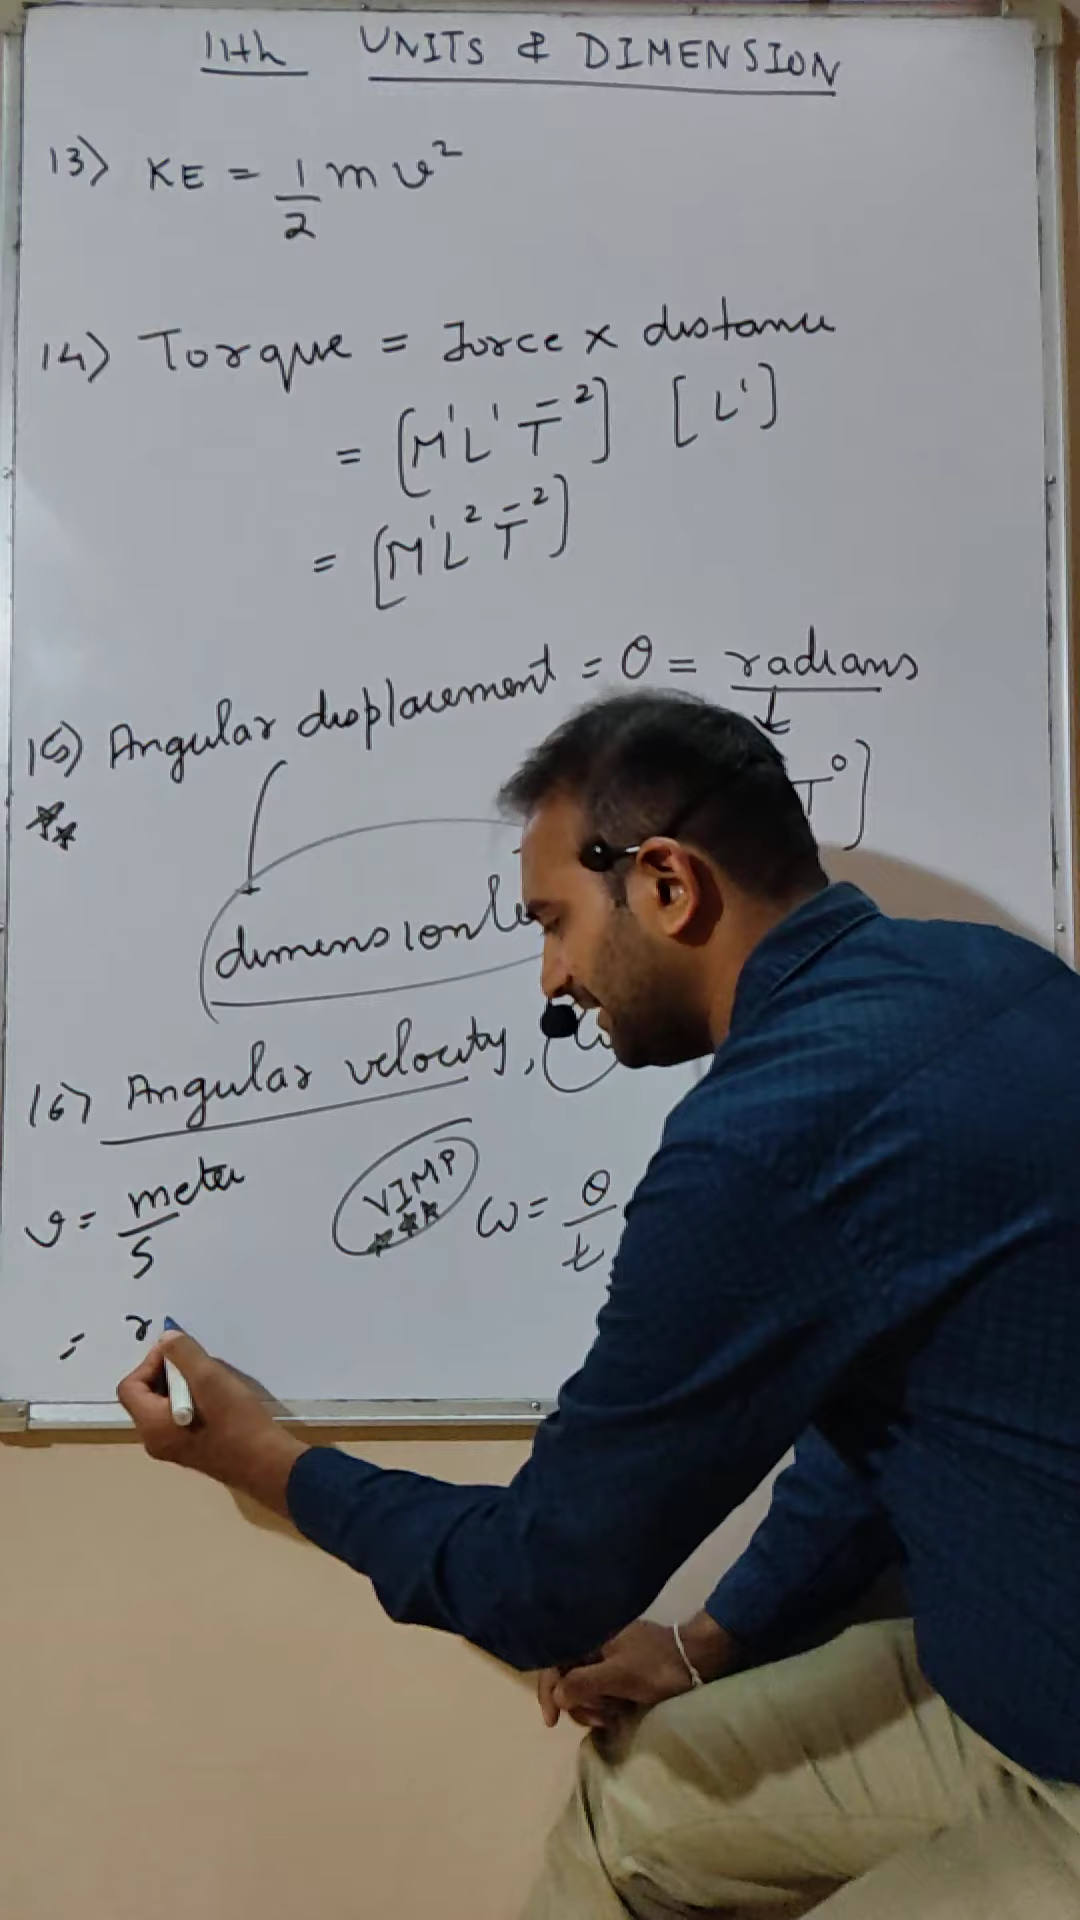 11th UNITS & DIMENSION
13) KE = 1/2 m v²
14) Torque = Force × distance
= [M¹L¹T⁻²] [L¹]
= [M¹L²T⁻²]
15) Angular displacement = θ = radians
T⁰]
16) Angular velocity,
v = meter/s
VIMP
ω = θ/t
=